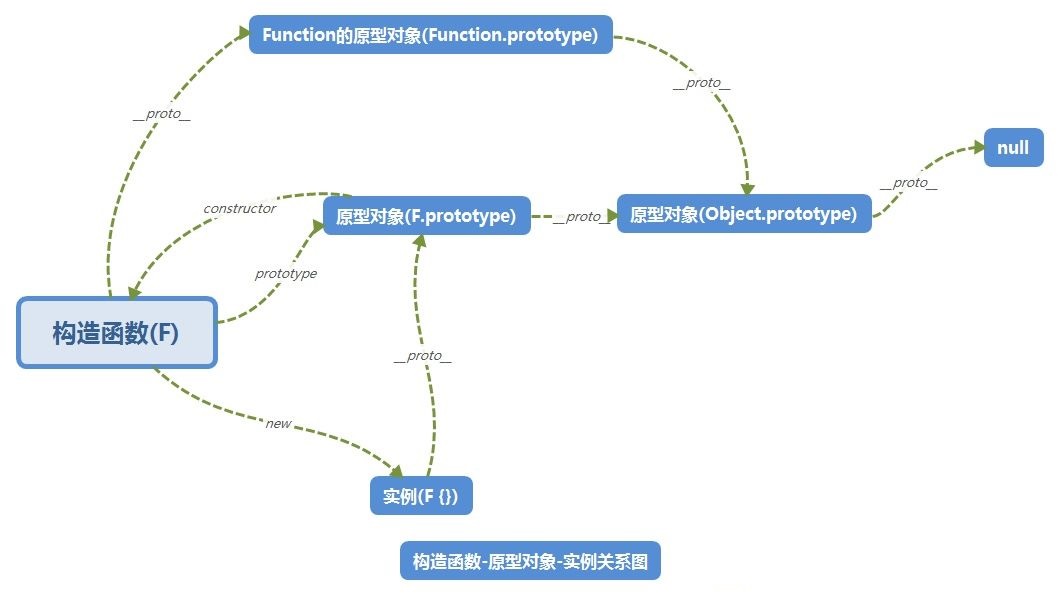 Function的原型对象(Function.prototype)
__proto__
__proto__
null
__proto__
constructor
原型对象(F.prototype)
__proto__
原型对象(Object.prototype)
prototype
构造函数(F)
__proto__
new
实例(F {})
构造函数-原型对象-实例关系图